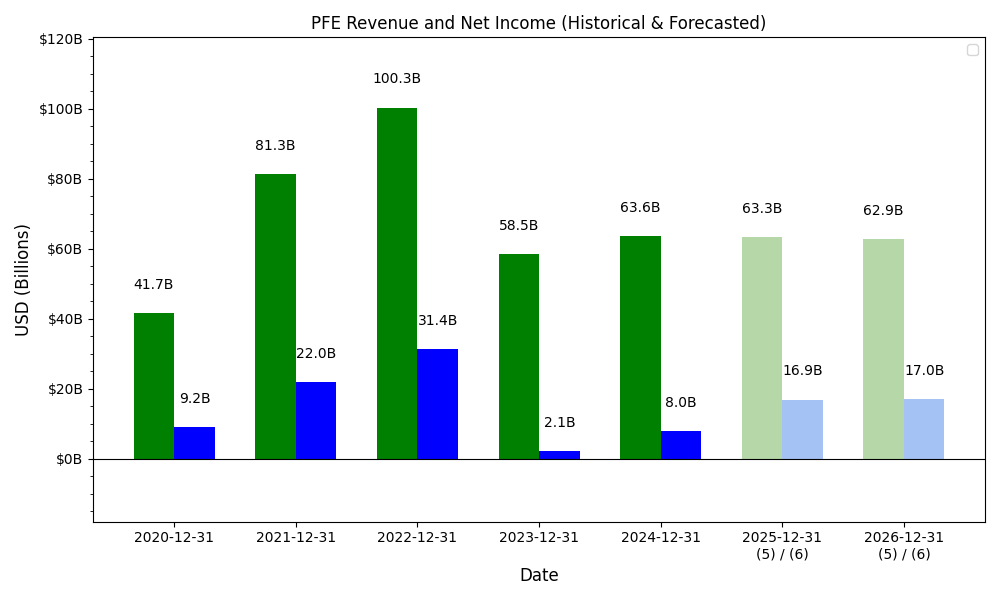 PFE Revenue and Net Income (Historical & Forecasted)
$120B
$100B
$80B
$60B
$40B
$20B
$0B
USD (Billions)
41.7B
9.2B
81.3B
22.0B
100.3B
31.4B
58.5B
2.1B
63.6B
8.0B
63.3B
16.9B
62.9B
17.0B
2020-12-31
2021-12-31
2022-12-31
2023-12-31
2024-12-31
2025-12-31
(5) / (6)
2026-12-31
(5) / (6)
Date